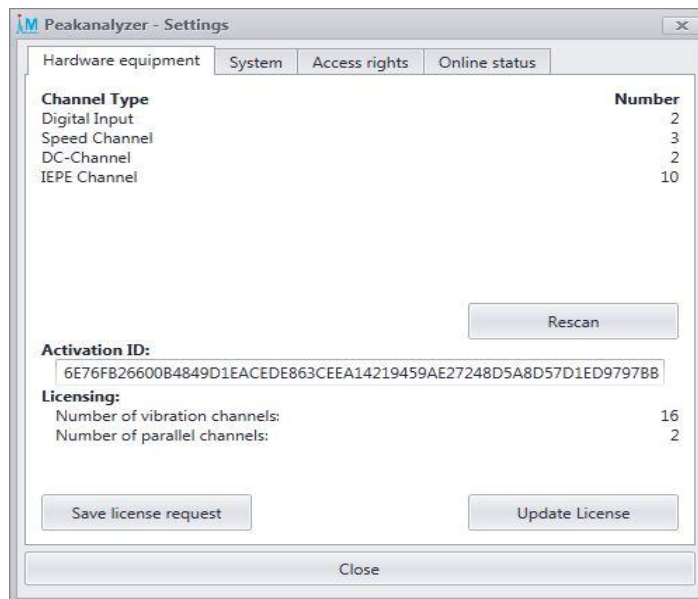 iM Peakanalyzer - Settings
Hardware equipment System Access rights Online status
Channel Type Number
Digital Input 2
Speed Channel 3
DC-Channel 2
IEPE Channel 10
Rescan
Activation ID:
6E76FB26600B4849D1EACEDE863CEEA14219459AE27248D5A8D57D1ED9797BB
Licensing:
Number of vibration channels: 16
Number of parallel channels: 2
Save license request Update License
Close